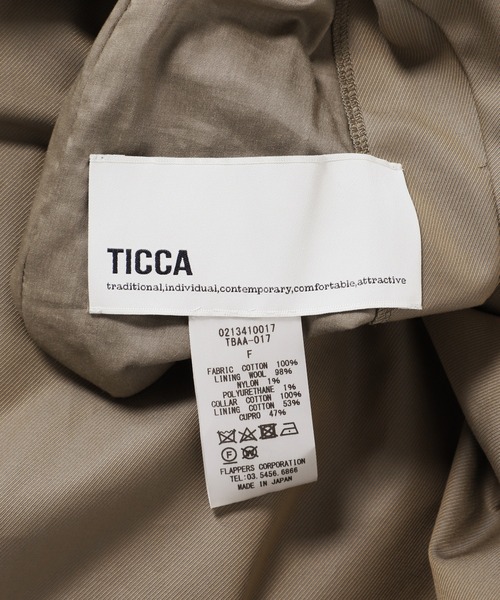 TICCA
traditional,individual,contemporary,comfortable,attractive
0213410017
TBAA-017
F
FABRIC COTTON 100%
LINING WOOL 98%
NYLON 1%
POLYURETHANE 1%
COLLAR COTTON 100%
LINING COTTON 53%
CUPRO 47%
F
FLAPPERS CORPORATION
TEL:03.5456.6866
MADE IN JAPAN